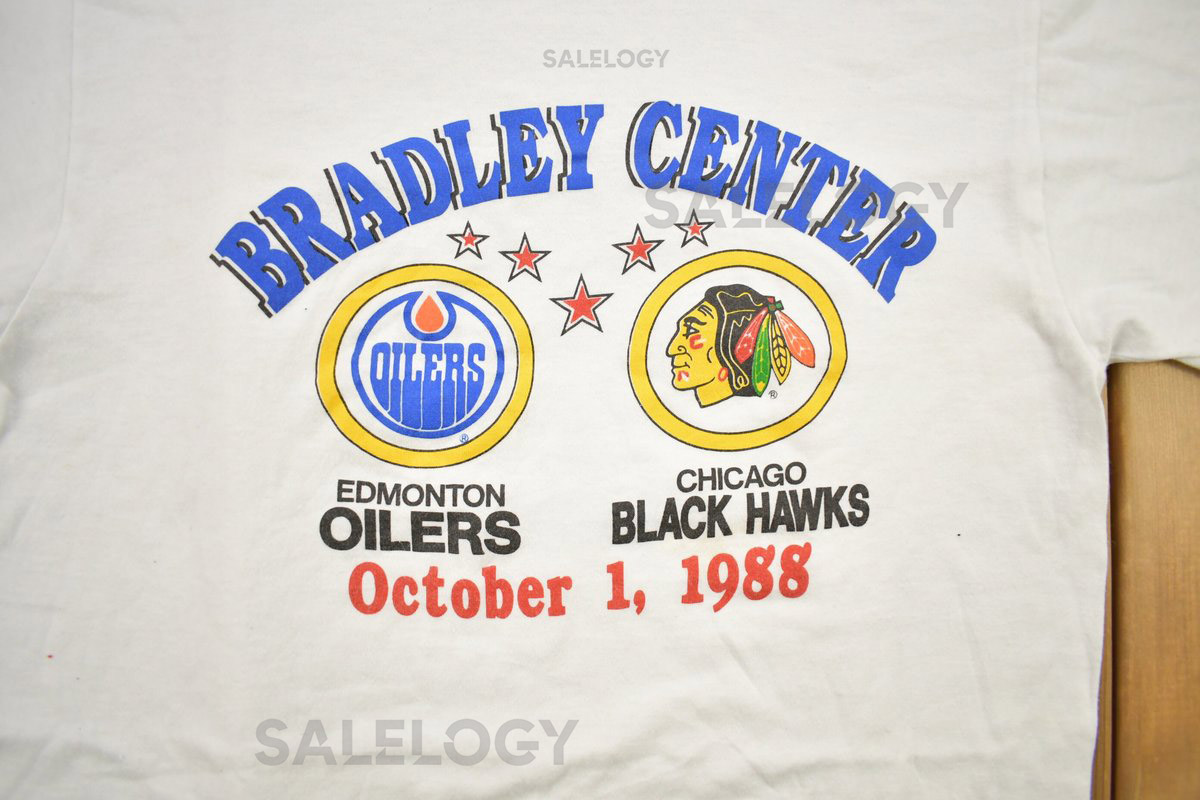 SALELOGY
BRADLEY CENTER
SALELOGY
OILERS
®
®
EDMONTON
OILERS
CHICAGO
BLACK HAWKS
October 1, 1988
SALELOGY